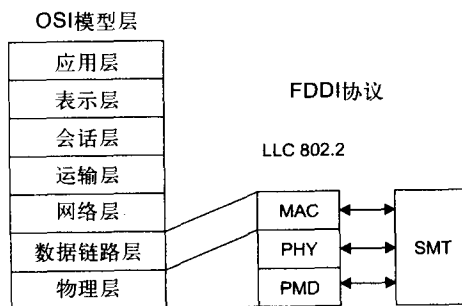 OSI模型层
应用层
表示层
会话层
运输层
网络层
数据链路层
物理层
FDDI协议
LLC 802.2
MAC
PHY
PMD
SMT